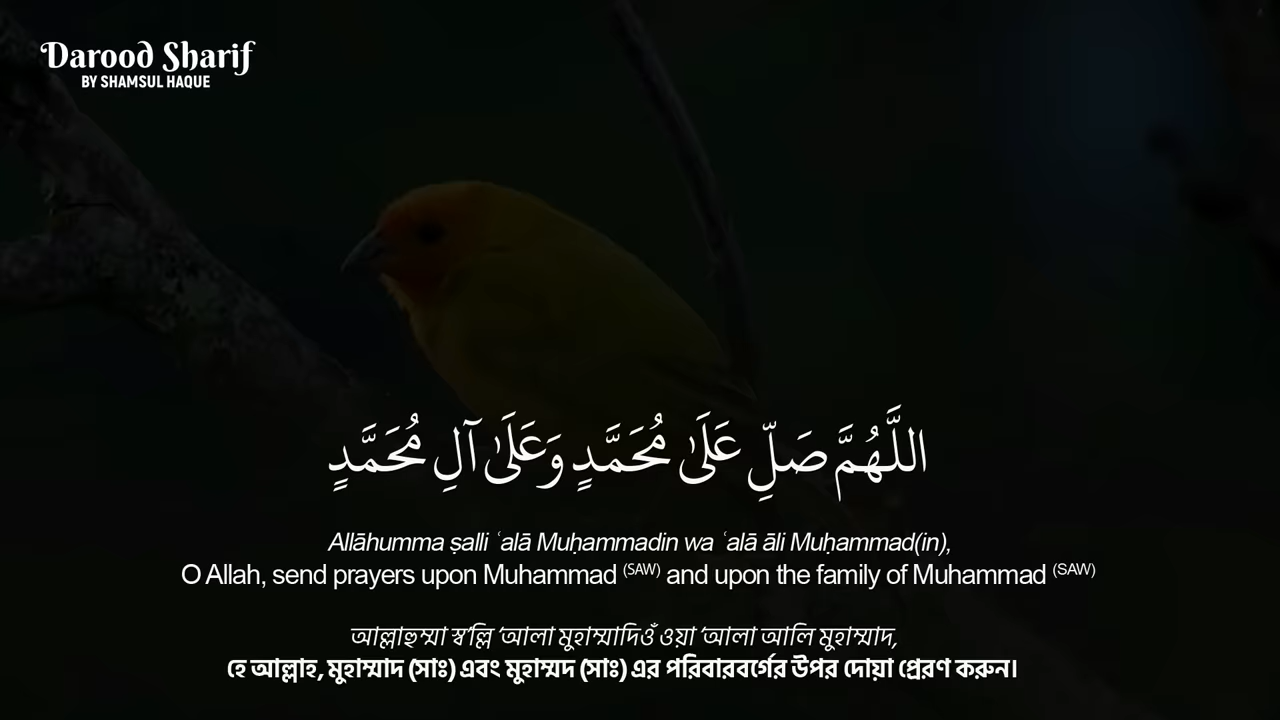 Darood Sharif
BY SHAMSUL HAQUE
اللَّهُمَّ صَلِّ عَلَىٰ مُحَمَّدٍ وَعَلَىٰ آلِ مُحَمَّدٍ
Allāhumma ṣalli ʿalā Muḥammadin wa ʿalā āli Muḥammad(in),
O Allah, send prayers upon Muhammad (SAW) and upon the family of Muhammad (SAW)
আল্লাহুম্মা স্ব’ল্লি ‘আলা মুহাম্মাদিওঁ ওয়া ‘আলা আলি মুহাম্মাদ,
হে আল্লাহ, মুহাম্মাদ (সাঃ) এবং মুহাম্মদ (সাঃ) এর পরিবারবর্গের উপর দোয়া প্রেরণ করুন।